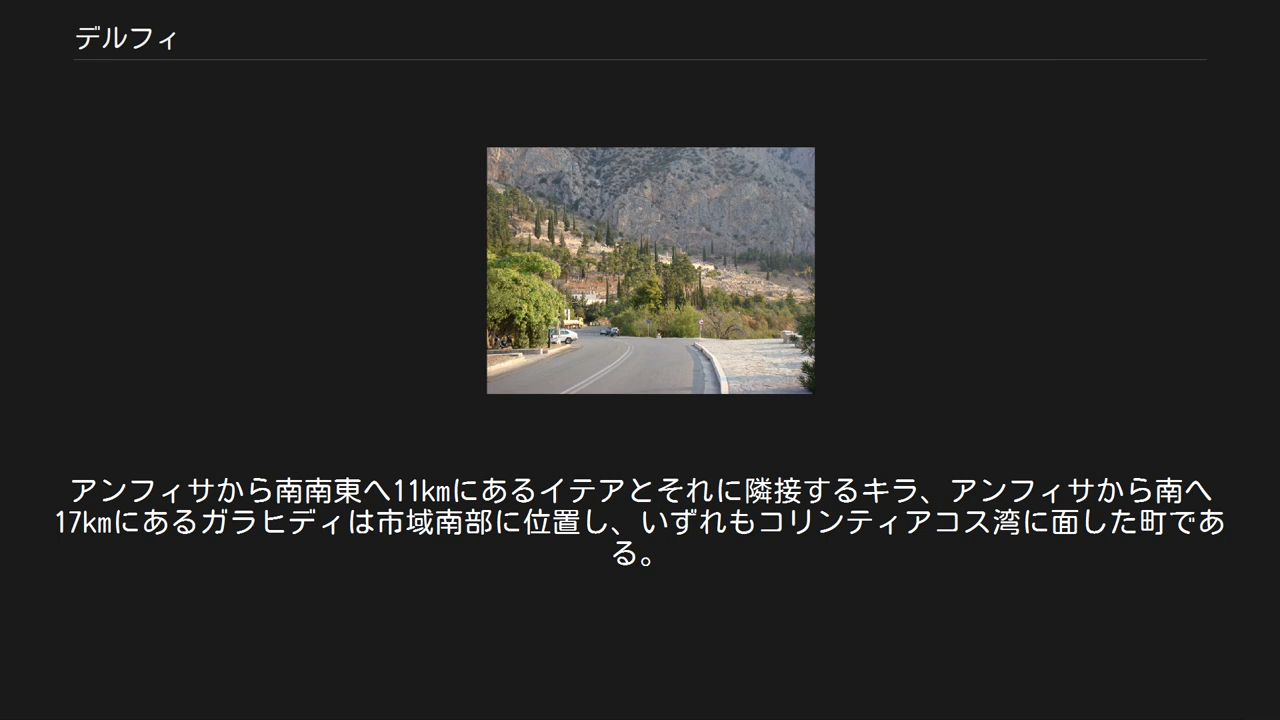 デルフィ
アンフィサから南南東へ11kmにあるイテアとそれに隣接するキラ、アンフィサから南へ
17kmにあるガラヒディは市域南部に位置し、いずれもコリンティアコス湾に面した町であ
る。